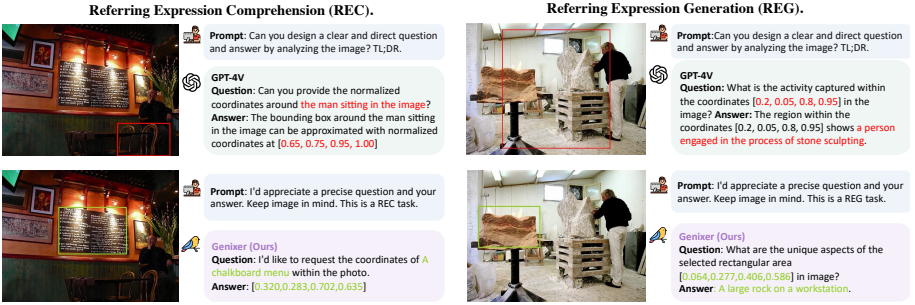 Referring Expression Comprehension (REC).
Prompt: Can you design a clear and direct question
and answer by analyzing the image? TL;DR.
GPT-4V
Question: Can you provide the normalized
coordinates around the man sitting in the image?
Answer: The bounding box around the man sitting
in the image can be approximated with normalized
coordinates at [0.65, 0.75, 0.95, 1.00]
Prompt: I'd appreciate a precise question and your
answer. Keep image in mind. This is a REC task.
Genixer (Ours)
Question: I'd like to request the coordinates of A
chalkboard menu within the photo.
Answer: [0.320,0.283,0.702,0.635]
Referring Expression Generation (REG).
Prompt:Can you design a clear and direct question
and answer by analyzing the image? TL;DR.
GPT-4V
Question: What is the activity captured within
the coordinates [0.2, 0.05, 0.8, 0.95] in the
image? Answer: The region within the
coordinates [0.2, 0.05, 0.8, 0.95] shows a person
engaged in the process of stone sculpting.
Prompt: I'd appreciate a precise question and your
answer. Keep image in mind. This is a REG task.
Genixer (Ours)
Question: What are the unique aspects of the
selected rectangular area
[0.064,0.277,0.406,0.586] in image?
Answer: A large rock on a workstation.